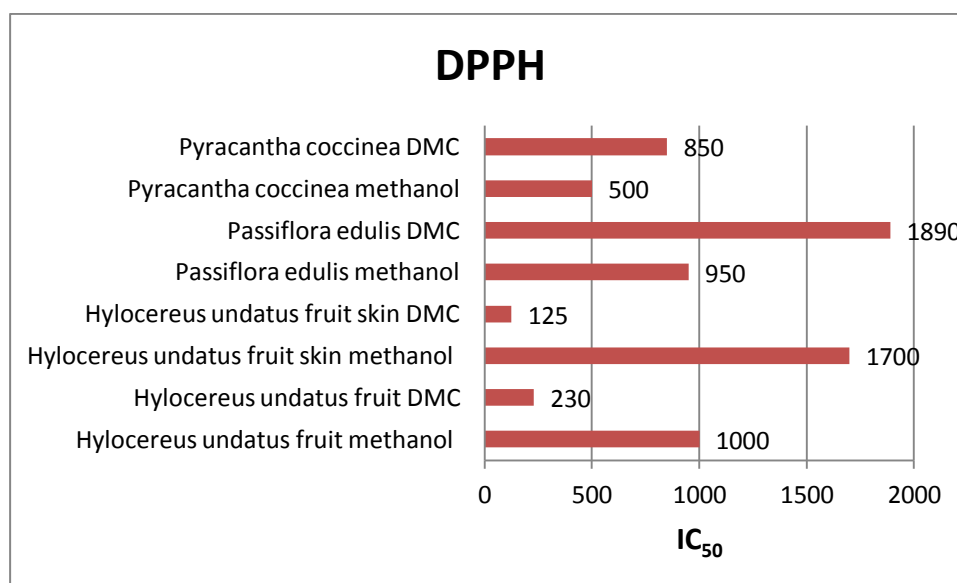 DPPH
Pyracantha coccinea DMC 850
Pyracantha coccinea methanol 500
Passiflora edulis DMC 1890
Passiflora edulis methanol 950
Hylocereus undatus fruit skin DMC 125
Hylocereus undatus fruit skin methanol 1700
Hylocereus undatus fruit DMC 230
Hylocereus undatus fruit methanol 1000
0 500 1000 1500 2000
IC₅₀